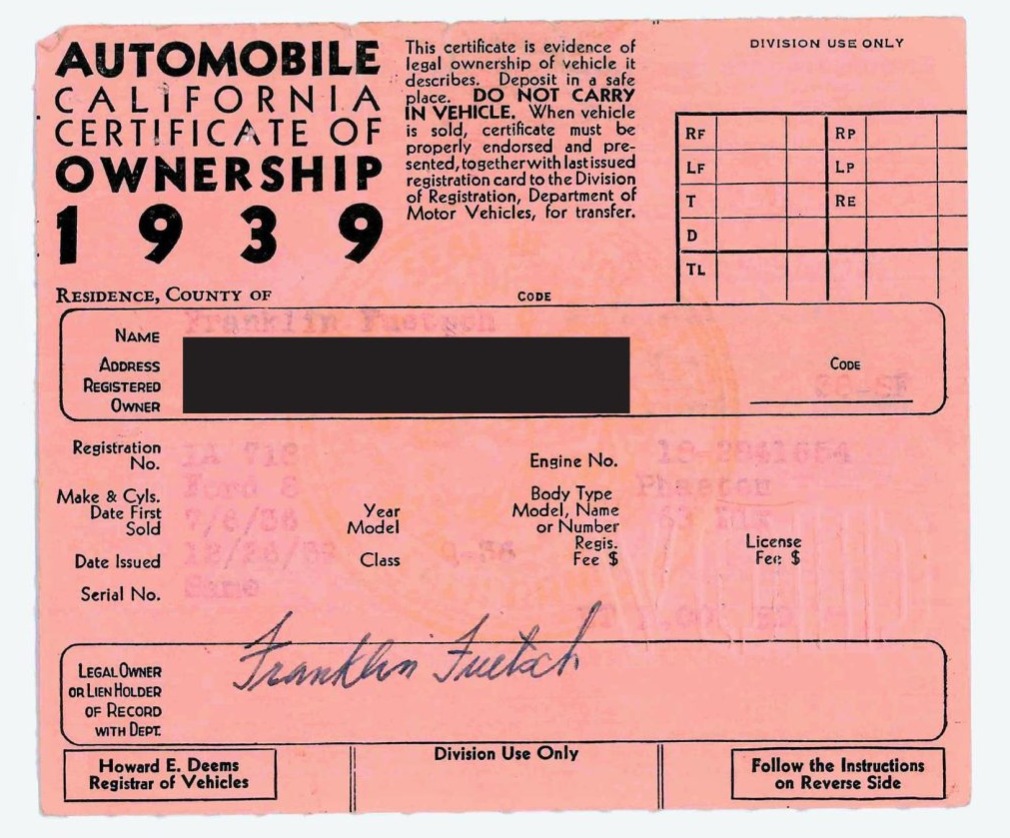 AUTOMOBILE
CALIFORNIA
CERTIFICATE OF
OWNERSHIP
1939
This certificate is evidence of
legal ownership of vehicle it
describes. Deposit in a safe
place. DO NOT CARRY
IN VEHICLE. When vehicle
is sold, certificate must be
properly endorsed and pre-
sented, together with last issued
registration card to the Division
of Registration, Department of
Motor Vehicles, for transfer.
DIVISION USE ONLY
RF RP
LF LP
T RE
D
TL
RESIDENCE, COUNTY OF CODE
Franklin Fuetsch
NAME
ADDRESS
REGISTERED
OWNER
CODE
Registration
No.
Engine No.
Make & Cyls. Ford 8
Body Type
Model, Name
or Number
Phaeton
Date First
Sold
7/6/36
Year
Model
Date Issued
Class
Regis.
Fee $
License
Fee $
Serial No. Same
Franklin Fuetsch
LEGAL OWNER
OR LIEN HOLDER
OF RECORD
WITH DEPT.
Howard E. Deems
Registrar of Vehicles
Division Use Only
Follow the Instructions
on Reverse Side